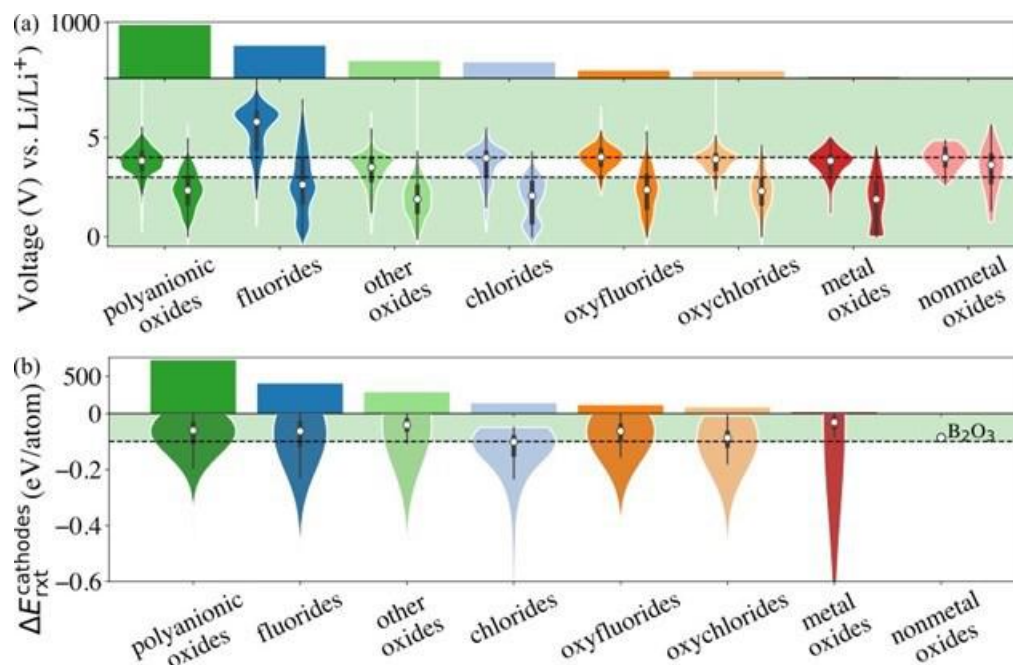 (a)
1000
Voltage (V) vs. Li/Li⁺
5
0
polyanionic
oxides
fluorides
other
oxides
chlorides
oxyfluorides
oxychlorides
metal
oxides
nonmetal
oxides
(b)
500
0
−0.2
−0.4
−0.6
ΔE_rxt^cathodes (eV/atom)
B₂O₃
polyanionic
oxides
fluorides
other
oxides
chlorides
oxyfluorides
oxychlorides
metal
oxides
nonmetal
oxides